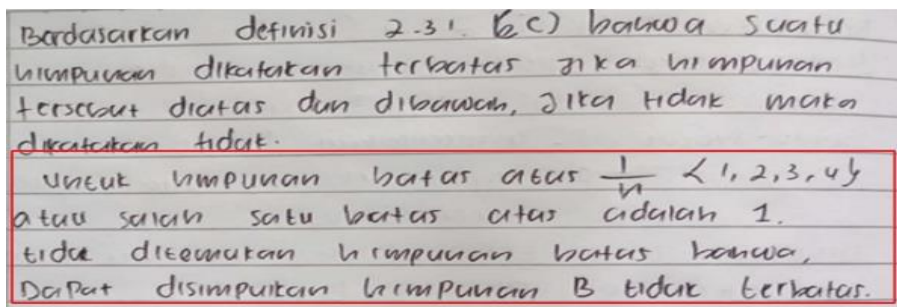 Berdasarkan definisi 2.3.1. (c) bahwa suatu
himpunan dikatakan terbatas jika himpunan
tersebut diatas dan dibawah, jika tidak maka
dikatakan tidak.
untuk himpunan batas atas 1/n {1, 2, 3, 4}
atau salah satu batas atas adalah 1.
tidak ditemukan himpunan batas bahwa,
Dapat disimpulkan himpunan B tidak terbatas.